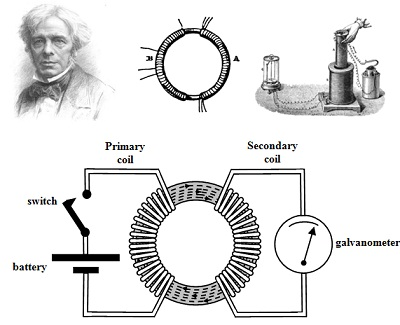 B A
Primary
coil
Secondary
coil
switch
galvanometer
battery